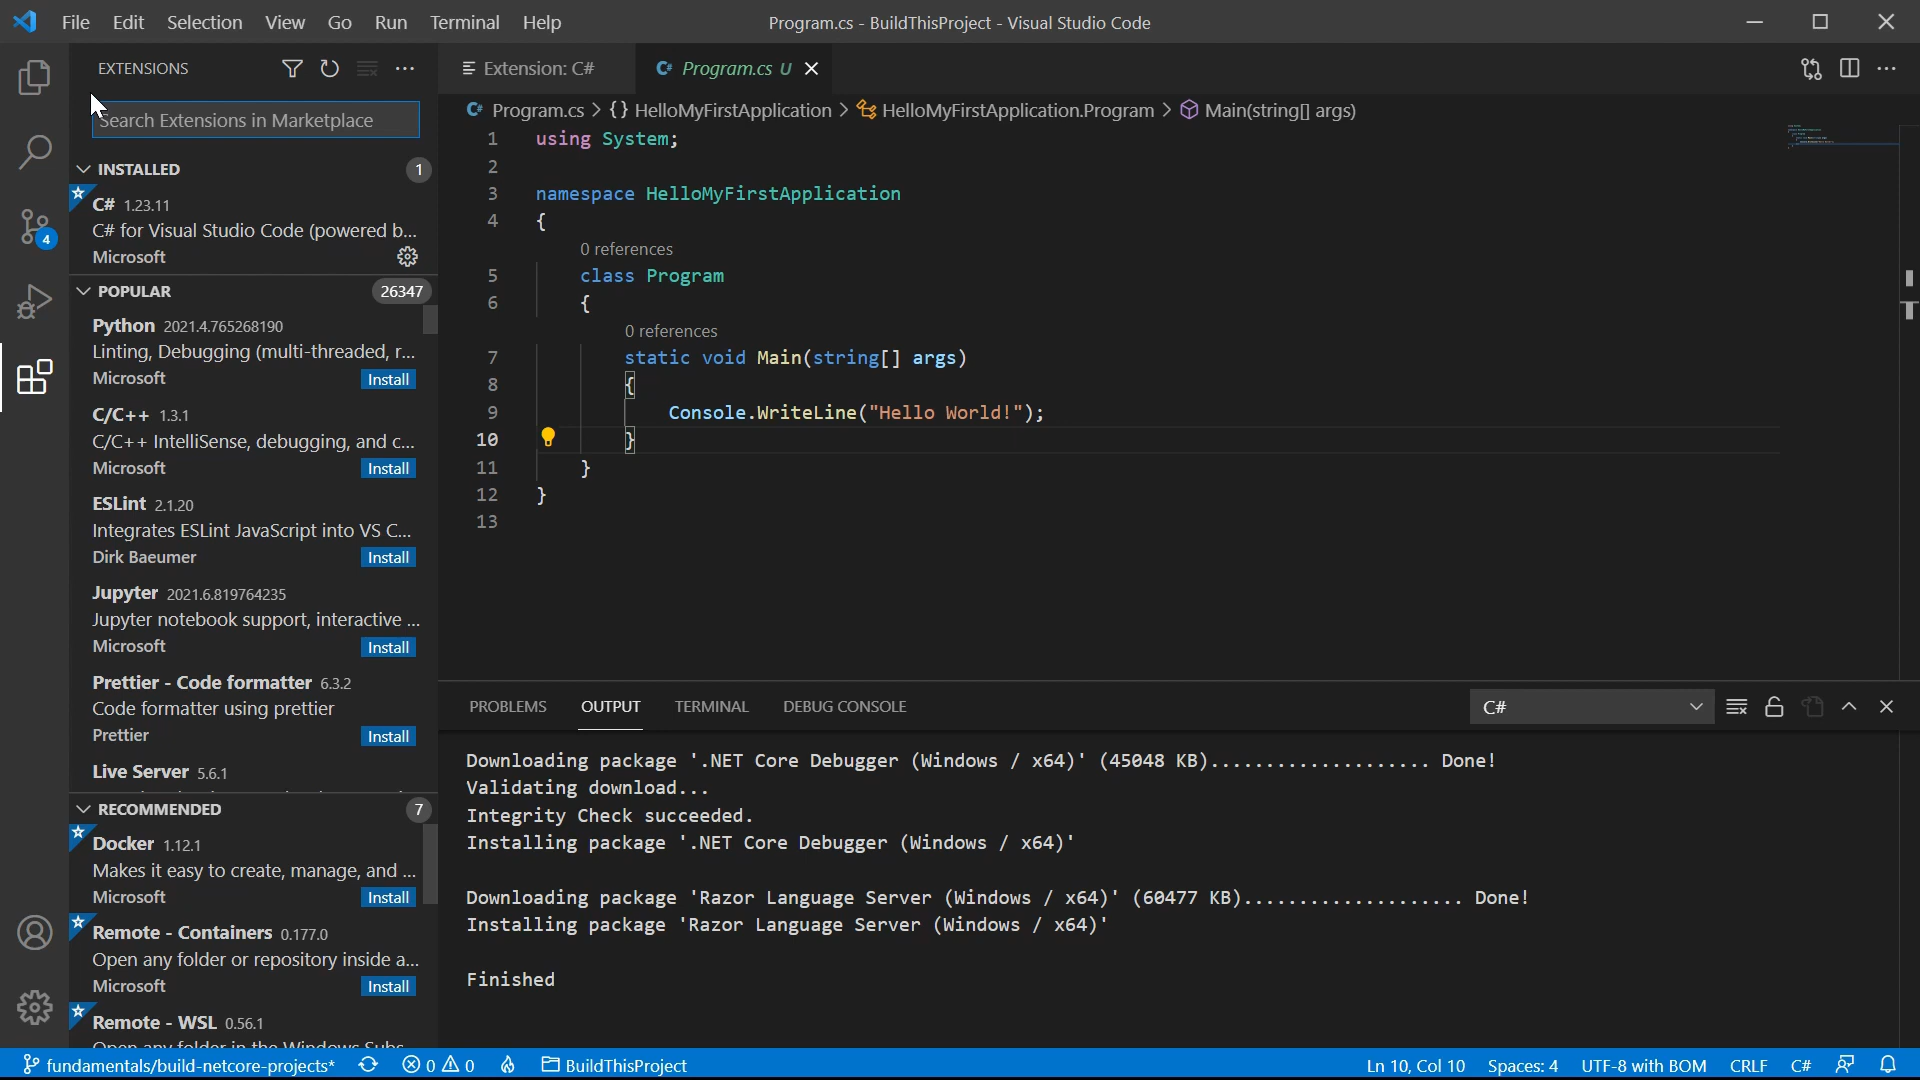 File Edit Selection View Go Run Terminal Help
Program.cs - BuildThisProject - Visual Studio Code
EXTENSIONS
Search Extensions in Marketplace
INSTALLED 1
C# 1.23.11
C# for Visual Studio Code (powered b...
Microsoft
POPULAR 26347
Python 2021.4.765268190
Linting, Debugging (multi-threaded, r...
Microsoft Install
C/C++ 1.3.1
C/C++ IntelliSense, debugging, and c...
Microsoft Install
ESLint 2.1.20
Integrates ESLint JavaScript into VS C...
Dirk Baeumer Install
Jupyter 2021.6.819764235
Jupyter notebook support, interactive ...
Microsoft Install
Prettier - Code formatter 6.3.2
Code formatter using prettier
Prettier Install
Live Server 5.6.1
RECOMMENDED 7
Docker 1.12.1
Makes it easy to create, manage, and ...
Microsoft Install
Remote - Containers 0.177.0
Open any folder or repository inside a...
Microsoft Install
Remote - WSL 0.56.1
Open any folder in the Windows Subs...
4
Extension: C#
C# Program.cs U
C# Program.cs > {} HelloMyFirstApplication > HelloMyFirstApplication.Program > Main(string[] args)
1 using System;
2
3 namespace HelloMyFirstApplication
4 {
0 references
5 class Program
6 {
0 references
7 static void Main(string[] args)
8 {
9 Console.WriteLine("Hello World!");
10 }
11 }
12 }
13
PROBLEMS OUTPUT TERMINAL DEBUG CONSOLE
C#
Downloading package '.NET Core Debugger (Windows / x64)' (45048 KB).................... Done!
Validating download...
Integrity Check succeeded.
Installing package '.NET Core Debugger (Windows / x64)'
Downloading package 'Razor Language Server (Windows / x64)' (60477 KB).................... Done!
Installing package 'Razor Language Server (Windows / x64)'
Finished
fundamentals/build-netcore-projects* 0 0 BuildThisProject
Ln 10, Col 10 Spaces: 4 UTF-8 with BOM CRLF C#